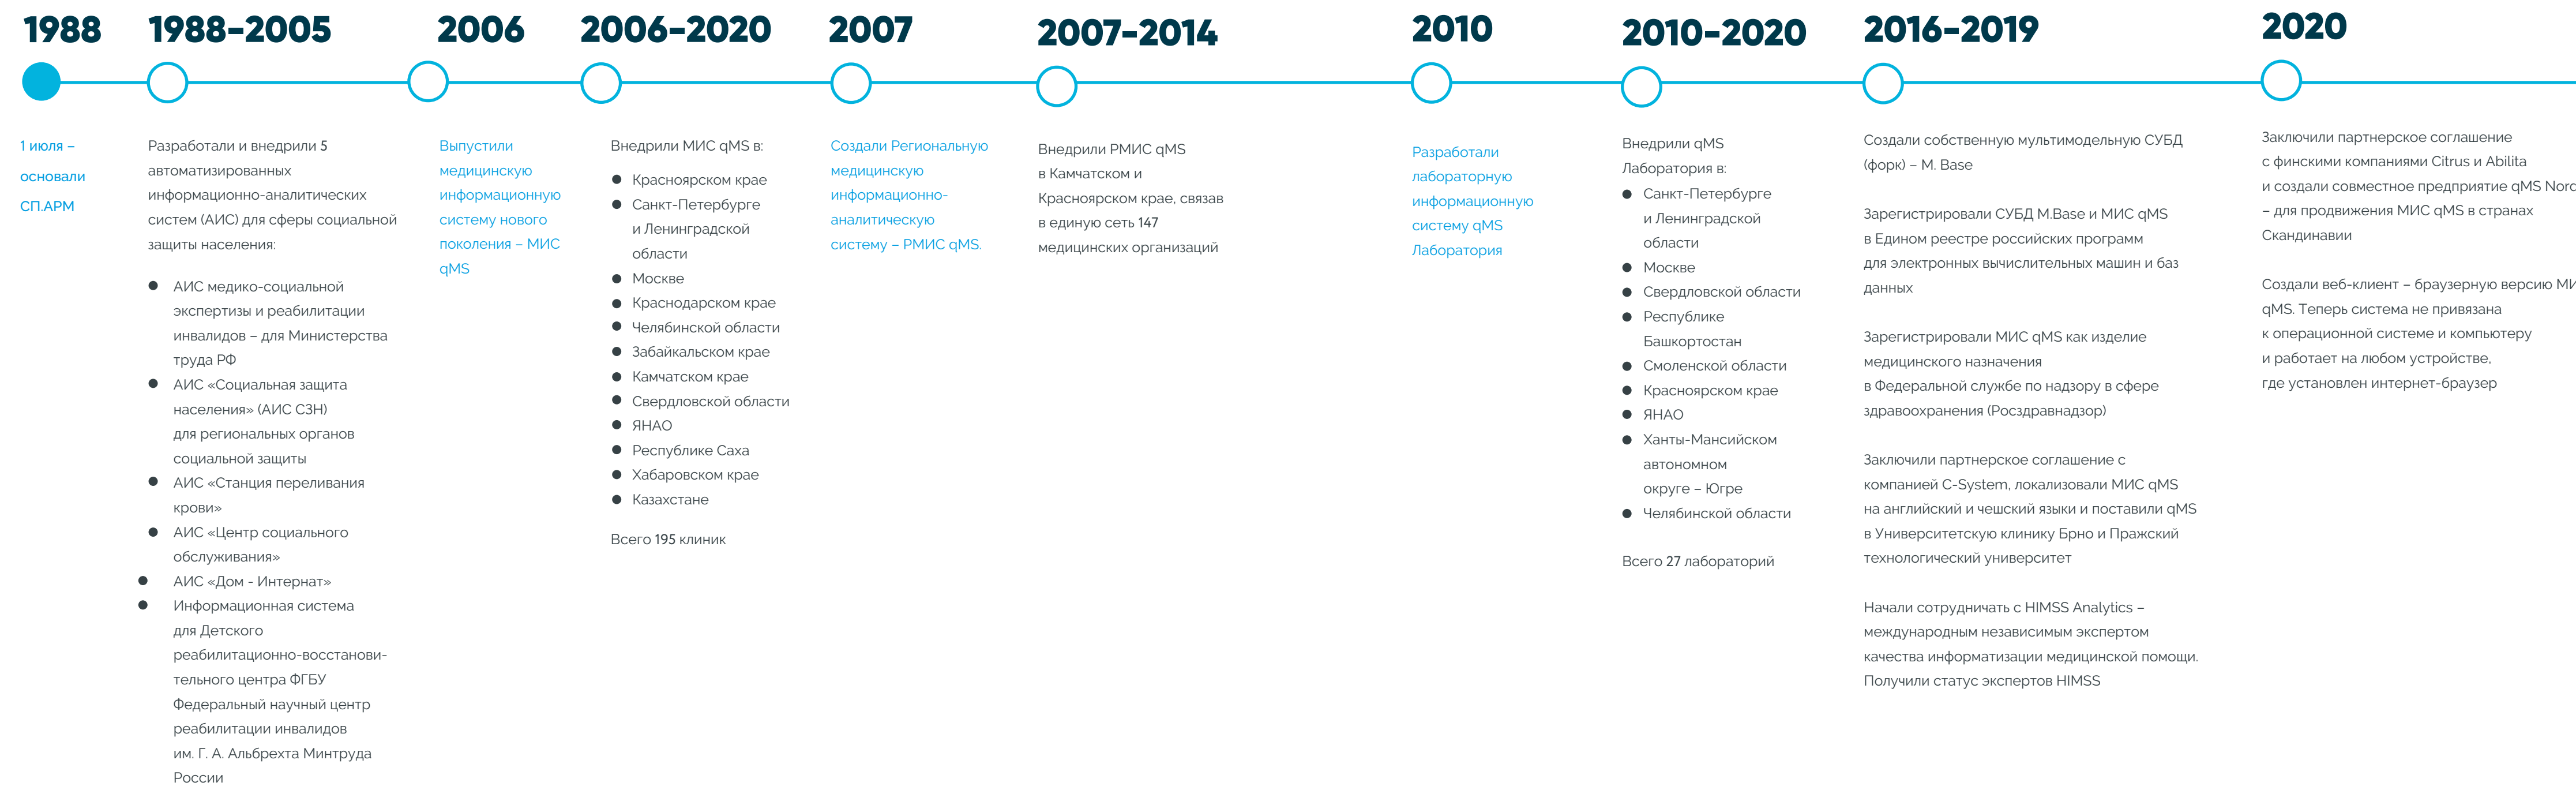 1988
1 июля –
основали
СП.АРМ
1988-2005
Разработали и внедрили 5
автоматизированных
информационно-аналитических
систем (АИС) для сферы социальной
защиты населения:
АИС медико-социальной
экспертизы и реабилитации
инвалидов – для Министерства
труда РФ
АИС «Социальная защита
населения» (АИС СЗН)
для региональных органов
социальной защиты
АИС «Станция переливания
крови»
АИС «Центр социального
обслуживания»
АИС «Дом - Интернат»
Информационная система
для Детского
реабилитационно-восстанови-
тельного центра ФГБУ
Федеральный научный центр
реабилитации инвалидов
им. Г. А. Альбрехта Минтруда
России
2006
Выпустили
медицинскую
информационную
систему нового
поколения – МИС
qMS
2006-2020
Внедрили МИС qMS в:
Красноярском крае
Санкт-Петербурге
и Ленинградской
области
Москве
Краснодарском крае
Челябинской области
Забайкальском крае
Камчатском крае
Свердловской области
ЯНАО
Республике Саха
Хабаровском крае
Казахстане
Всего 195 клиник
2007
Создали Региональную
медицинскую
информационно-
аналитическую
систему – РМИС qMS.
2007-2014
Внедрили РМИС qMS
в Камчатском и
Красноярском крае, связав
в единую сеть 147
медицинских организаций
2010
Разработали
лабораторную
информационную
систему qMS
Лаборатория
2010-2020
Внедрили qMS
Лаборатория в:
Санкт-Петербурге
и Ленинградской
области
Москве
Свердловской области
Республике
Башкортостан
Смоленской области
Красноярском крае
ЯНАО
Ханты-Мансийском
автономном
округе – Югре
Челябинской области
Всего 27 лабораторий
2016-2019
Создали собственную мультимодельную СУБД
(форк) – M. Base
Зарегистрировали СУБД M.Base и МИС qMS
в Едином реестре российских программ
для электронных вычислительных машин и баз
данных
Зарегистрировали МИС qMS как изделие
медицинского назначения
в Федеральной службе по надзору в сфере
здравоохранения (Росздравнадзор)
Заключили партнерское соглашение с
компанией C-System, локализовали МИС qMS
на английский и чешский языки и поставили qMS
в Университетскую клинику Брно и Пражский
технологический университет
Начали сотрудничать с HIMSS Analytics –
международным независимым экспертом
качества информатизации медицинской помощи.
Получили статус экспертов HIMSS
2020
Заключили партнерское соглашение
с финскими компаниями Citrus и Abilita
и создали совместное предприятие qMS Nord
– для продвижения МИС qMS в странах
Скандинавии
Создали веб-клиент – браузерную версию МИ
qMS. Теперь система не привязана
к операционной системе и компьютеру
и работает на любом устройстве,
где установлен интернет-браузер